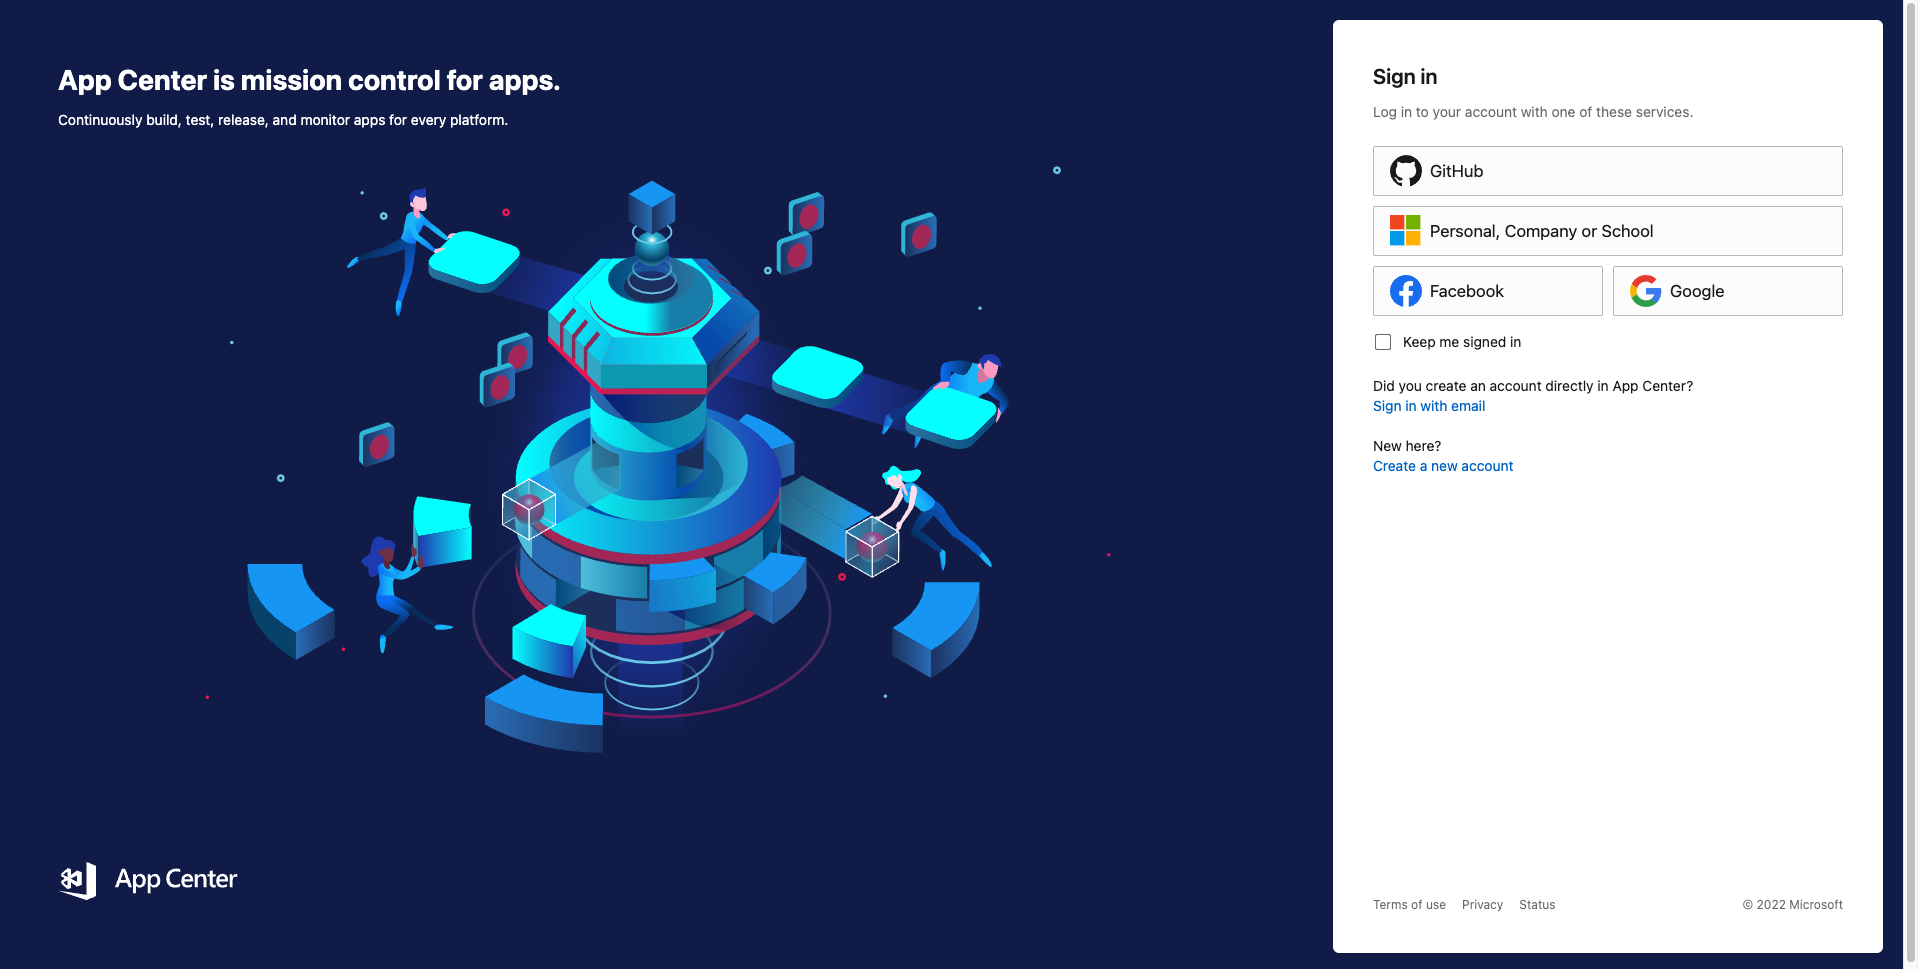 App Center is mission control for apps.
Continuously build, test, release, and monitor apps for every platform.
App Center
Sign in
Log in to your account with one of these services.
GitHub
Personal, Company or School
Facebook
Google
Keep me signed in
Did you create an account directly in App Center?
Sign in with email
New here?
Create a new account
Terms of use Privacy Status © 2022 Microsoft